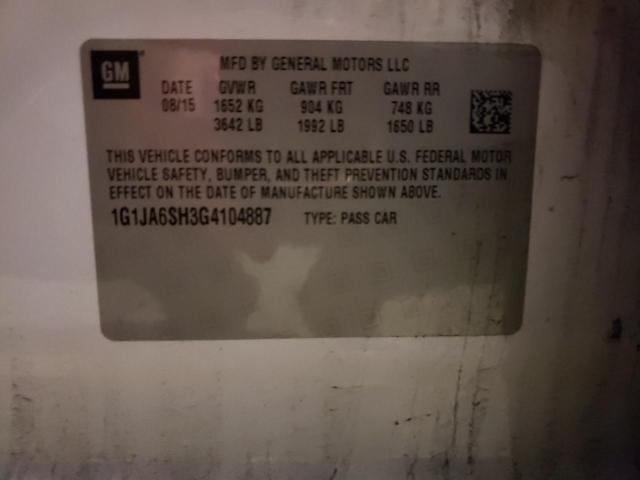 GM
MFD BY GENERAL MOTORS LLC
DATE GVWR GAWR FRT GAWR RR
08/15 1652 KG 904 KG 748 KG
3642 LB 1992 LB 1650 LB
THIS VEHICLE CONFORMS TO ALL APPLICABLE U.S. FEDERAL MOTOR
VEHICLE SAFETY, BUMPER, AND THEFT PREVENTION STANDARDS IN
EFFECT ON THE DATE OF MANUFACTURE SHOWN ABOVE.
1G1JA6SH3G4104887 TYPE: PASS CAR